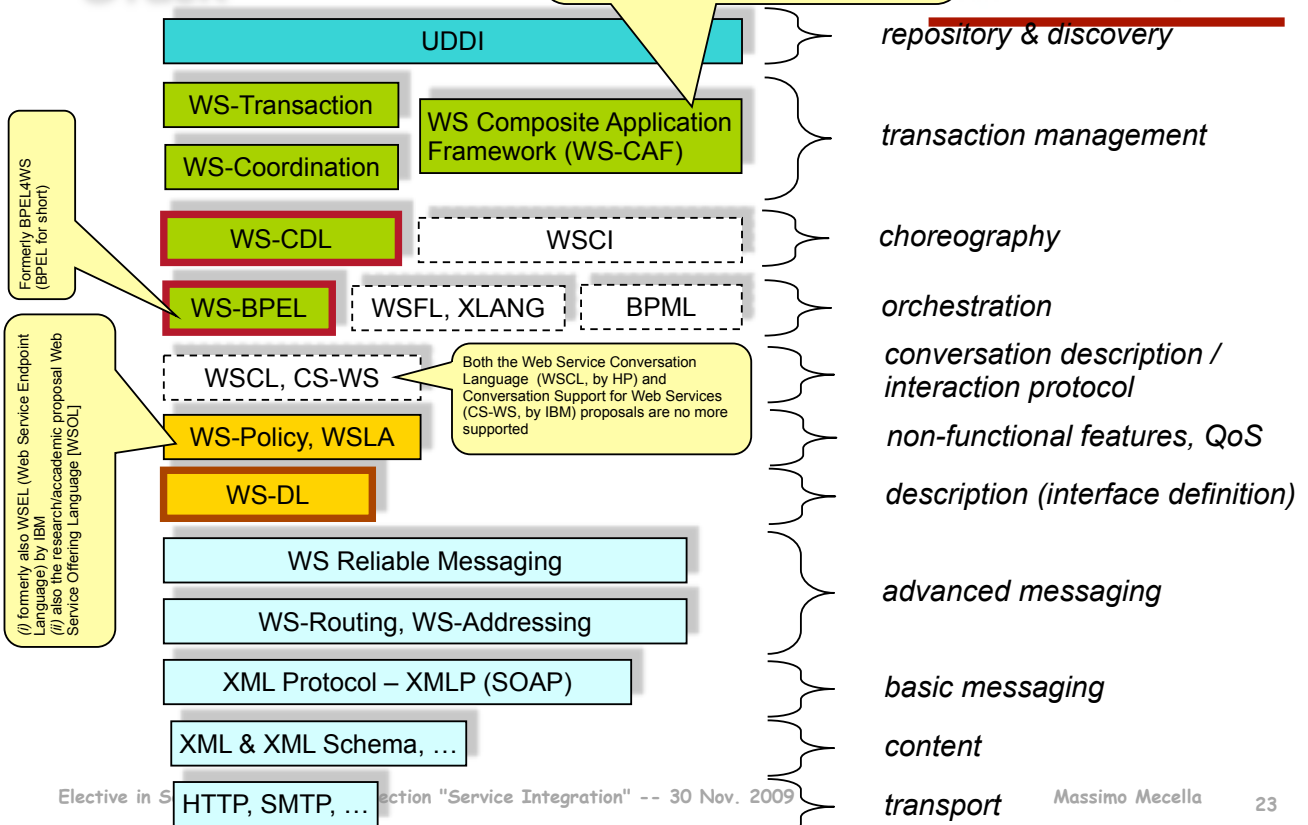 UDDI
repository & discovery
WS-Transaction
WS-Coordination
WS Composite Application
Framework (WS-CAF)
transaction management
Formerly BPEL4WS
(BPEL for short)
WS-CDL
WSCI
choreography
WS-BPEL
WSFL, XLANG
BPML
orchestration
WSCL, CS-WS
Both the Web Service Conversation
Language (WSCL, by HP) and
Conversation Support for Web Services
(CS-WS, by IBM) proposals are no more
supported
conversation description /
interaction protocol
(i) formerly also WSEL (Web Service Endpoint
Language) by IBM
(ii) also the research/accademic proposal Web
Service Offering Language [WSOL]
WS-Policy, WSLA
non-functional features, QoS
WS-DL
description (interface definition)
WS Reliable Messaging
WS-Routing, WS-Addressing
advanced messaging
XML Protocol – XMLP (SOAP)
basic messaging
XML & XML Schema, …
content
HTTP, SMTP, …
transport
Elective in "Service Integration" -- 30 Nov. 2009
Massimo Mecella
23